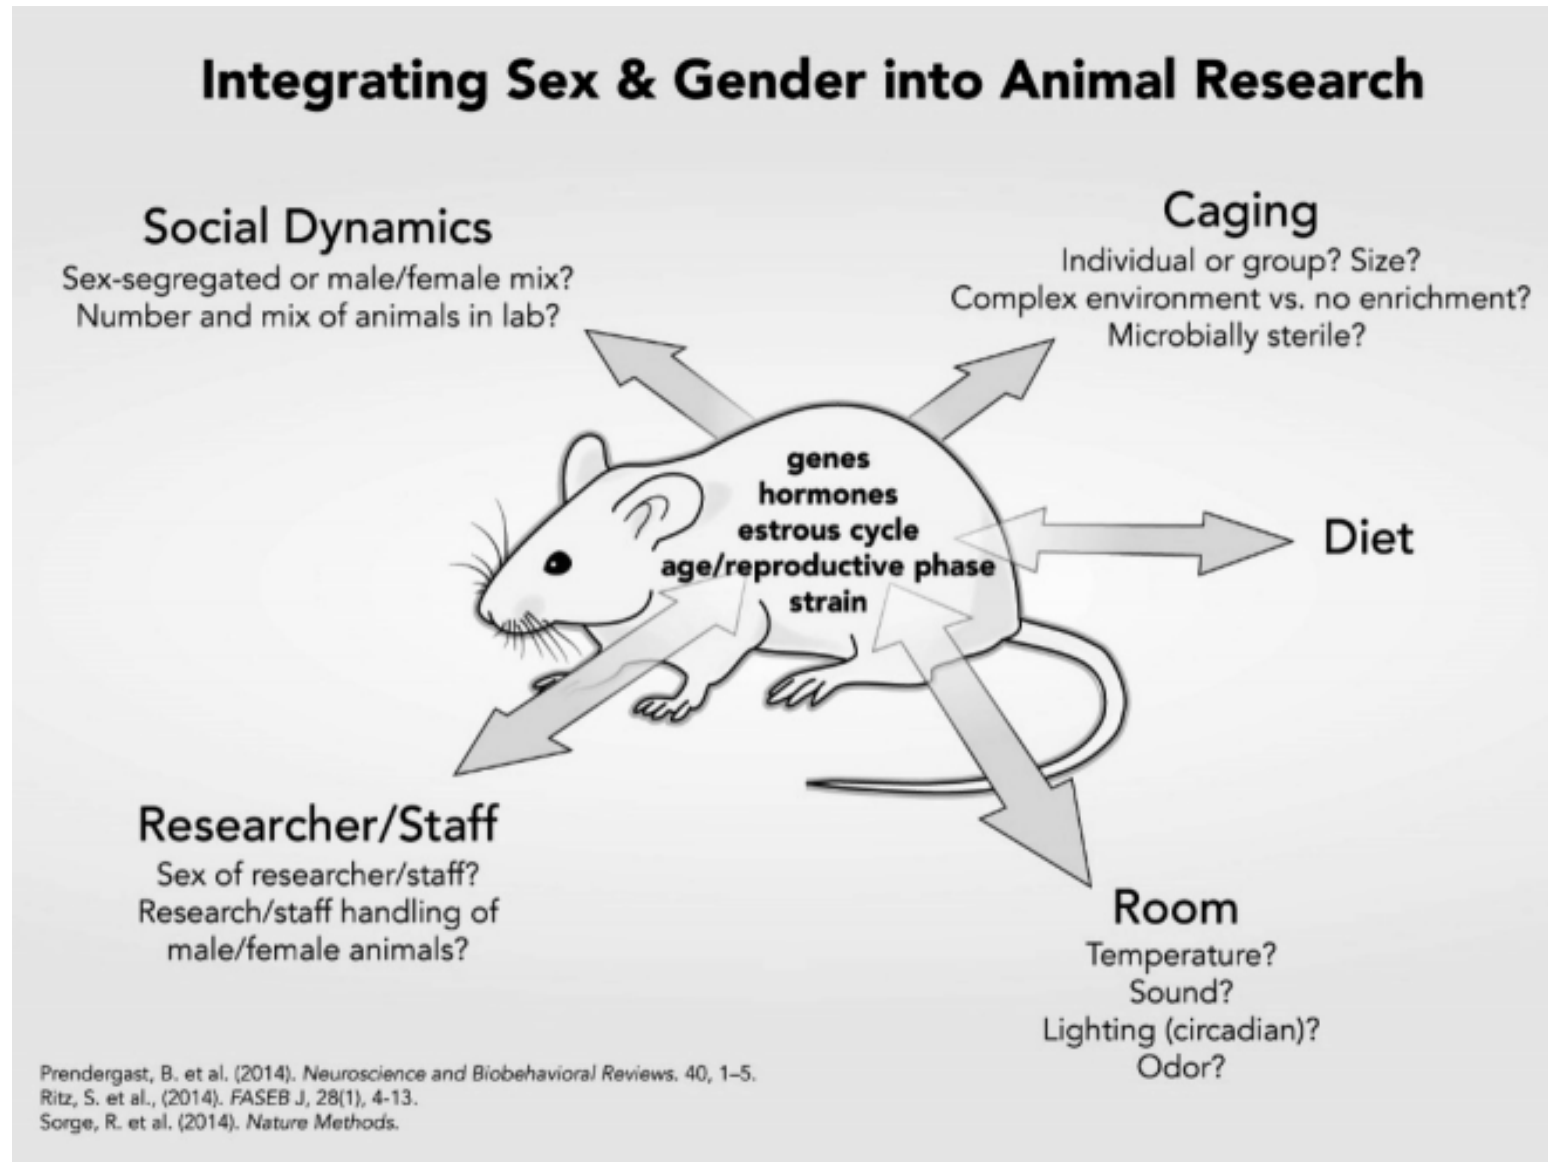 Integrating Sex & Gender into Animal Research
Social Dynamics
Sex-segregated or male/female mix?
Number and mix of animals in lab?
Caging
Individual or group? Size?
Complex environment vs. no enrichment?
Microbially sterile?
genes
hormones
estrous cycle
age/reproductive phase
strain
Diet
Researcher/Staff
Sex of researcher/staff?
Research/staff handling of
male/female animals?
Room
Temperature?
Sound?
Lighting (circadian)?
Odor?
Prendergast, B. et al. (2014). Neuroscience and Biobehavioral Reviews. 40, 1–5.
Ritz, S. et al., (2014). FASEB J, 28(1), 4-13.
Sorge, R. et al. (2014). Nature Methods.